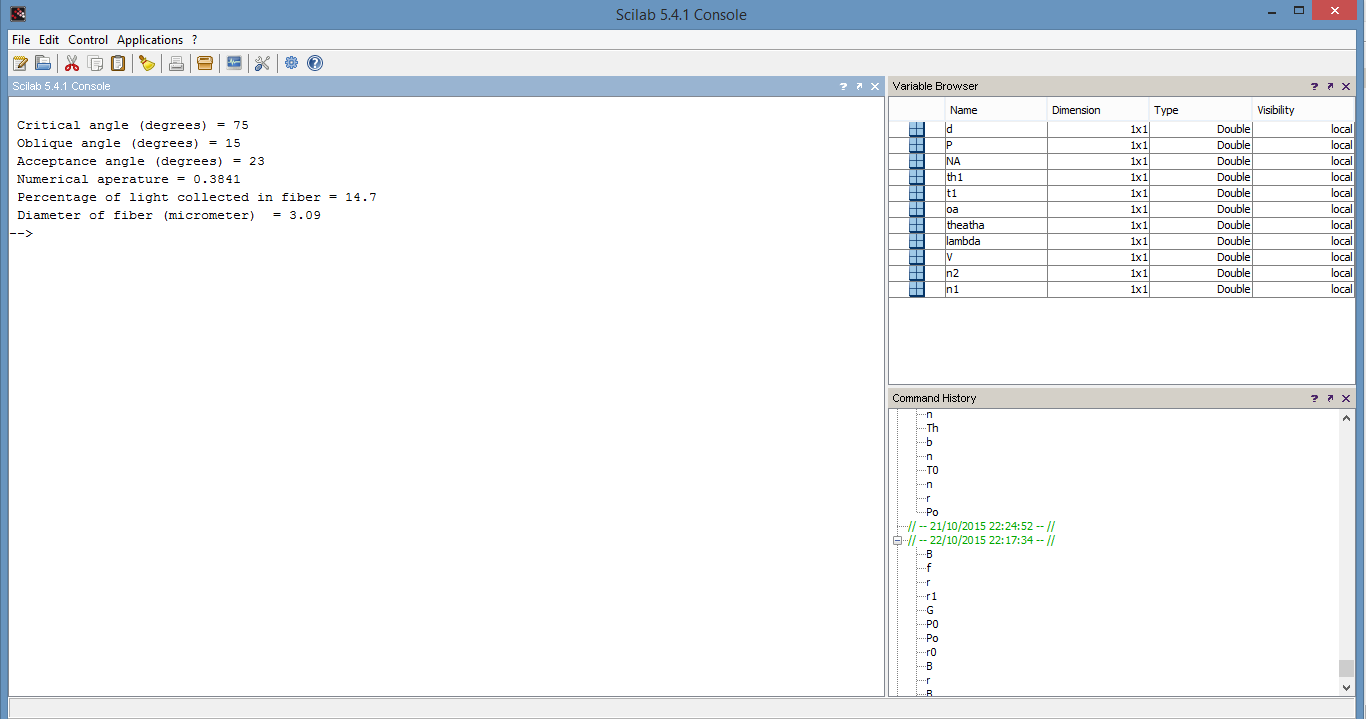 Scilab 5.4.1 Console
File Edit Control Applications ?
Scilab 5.4.1 Console
Critical angle (degrees) = 75
Oblique angle (degrees) = 15
Acceptance angle (degrees) = 23
Numerical aperature = 0.3841
Percentage of light collected in fiber = 14.7
Diameter of fiber (micrometer)  = 3.09
-->
Variable Browser
Name Dimension Type Visibility
d 1x1 Double local
P 1x1 Double local
NA 1x1 Double local
th1 1x1 Double local
t1 1x1 Double local
oa 1x1 Double local
theatha 1x1 Double local
lambda 1x1 Double local
V 1x1 Double local
n2 1x1 Double local
n1 1x1 Double local
Command History
n
Th
b
n
T0
n
r
Po
// -- 21/10/2015 22:24:52 -- //
// -- 22/10/2015 22:17:34 -- //
B
f
r
r1
G
P0
Po
r0
B
r
B